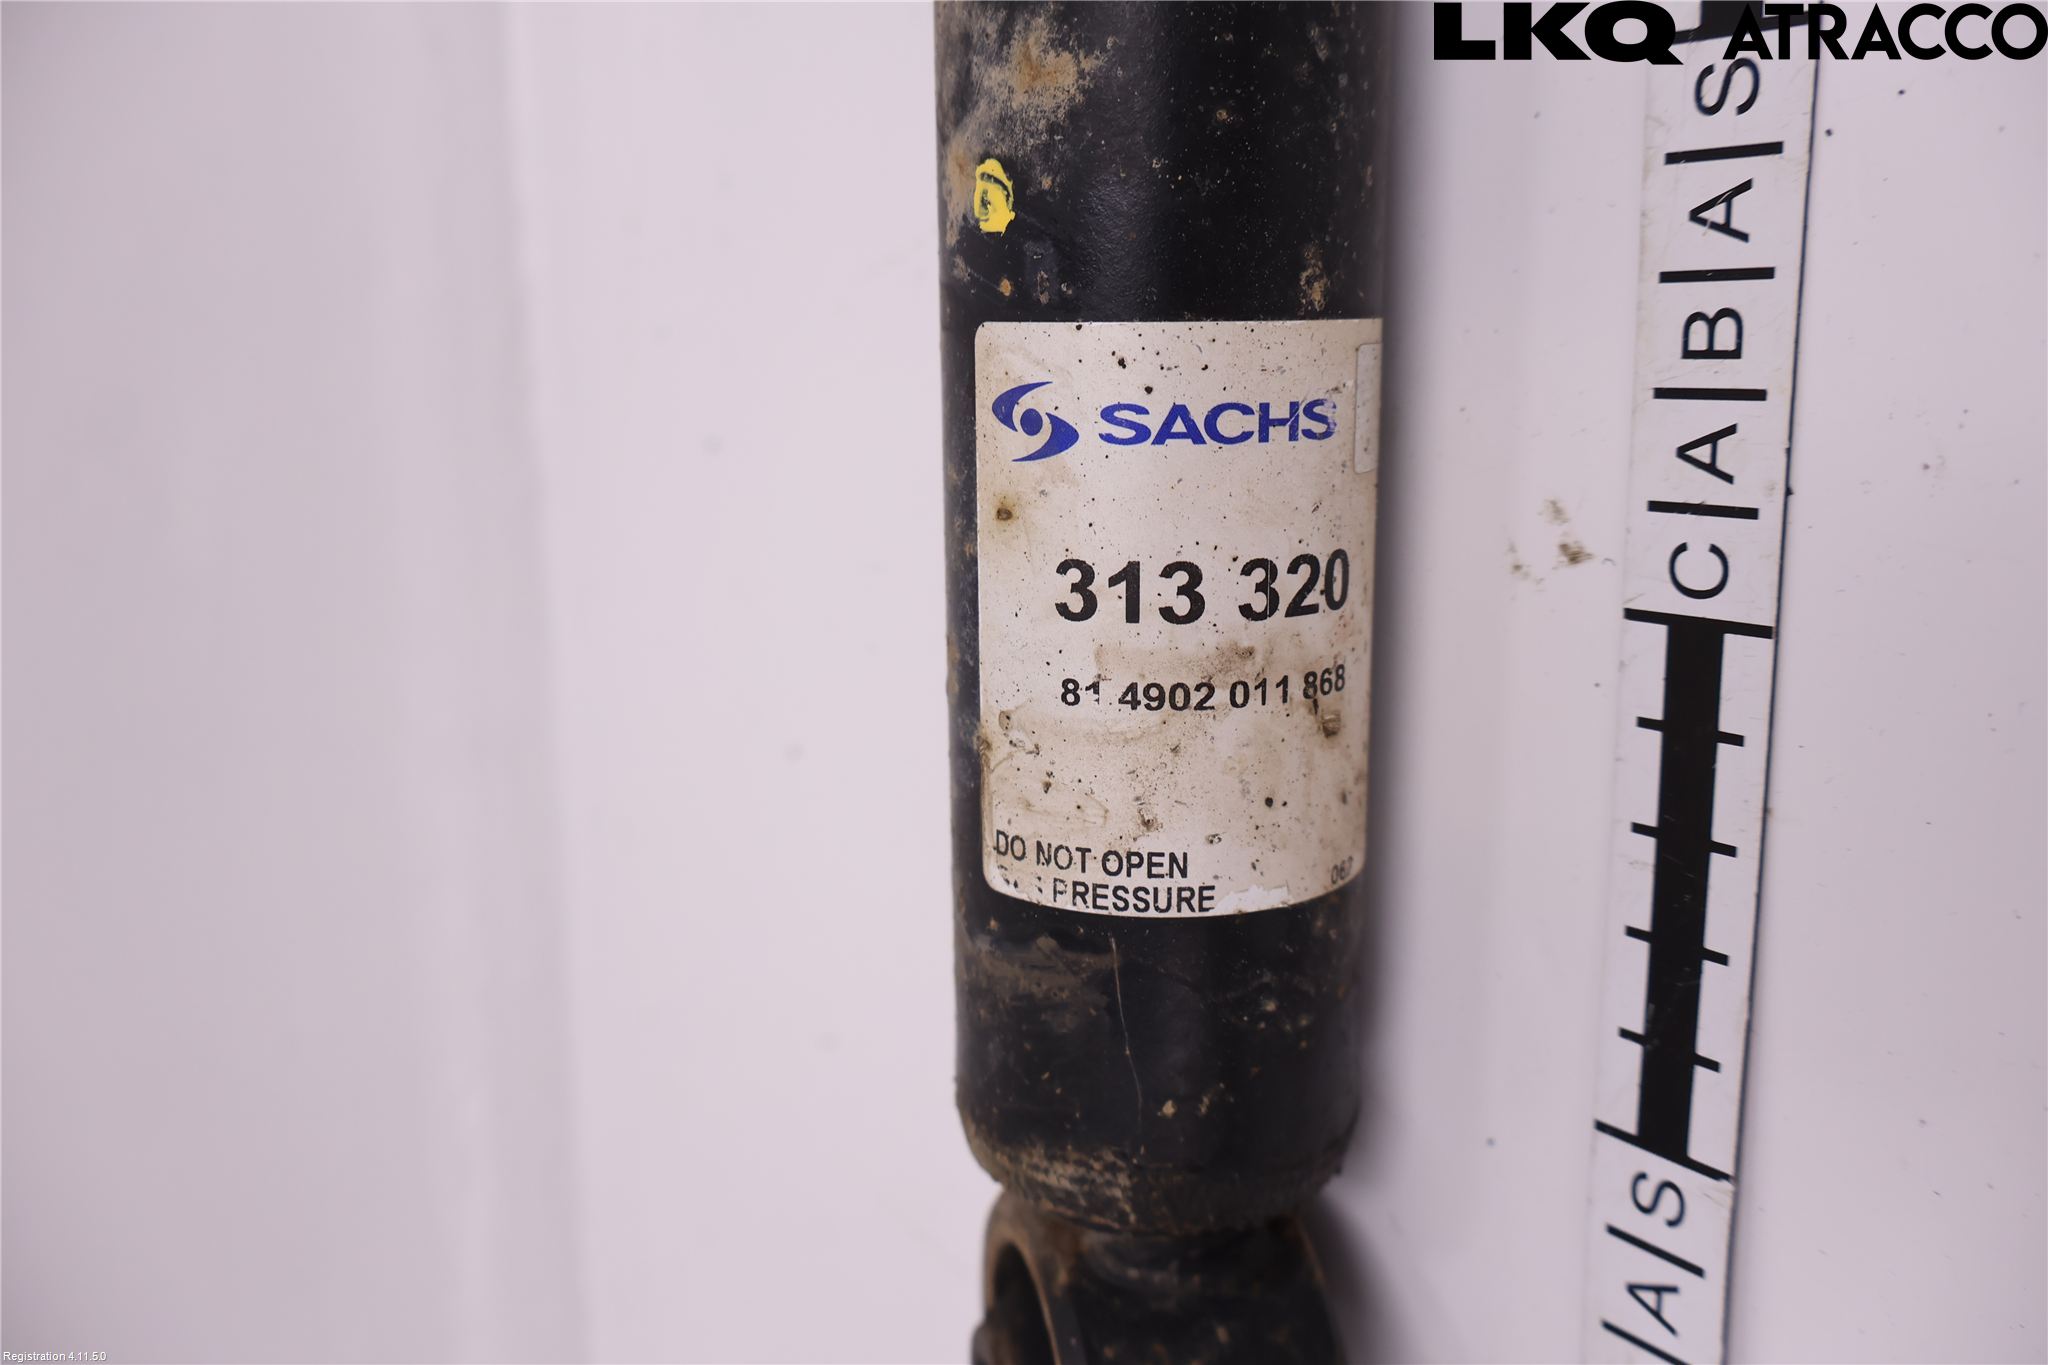 LKQ ATRACCO
SACHS
313 320
81 4902 011 868
DO NOT OPEN
PRESSURE
C/A/B/A/S
/A/S
Registration 4.11.5.0